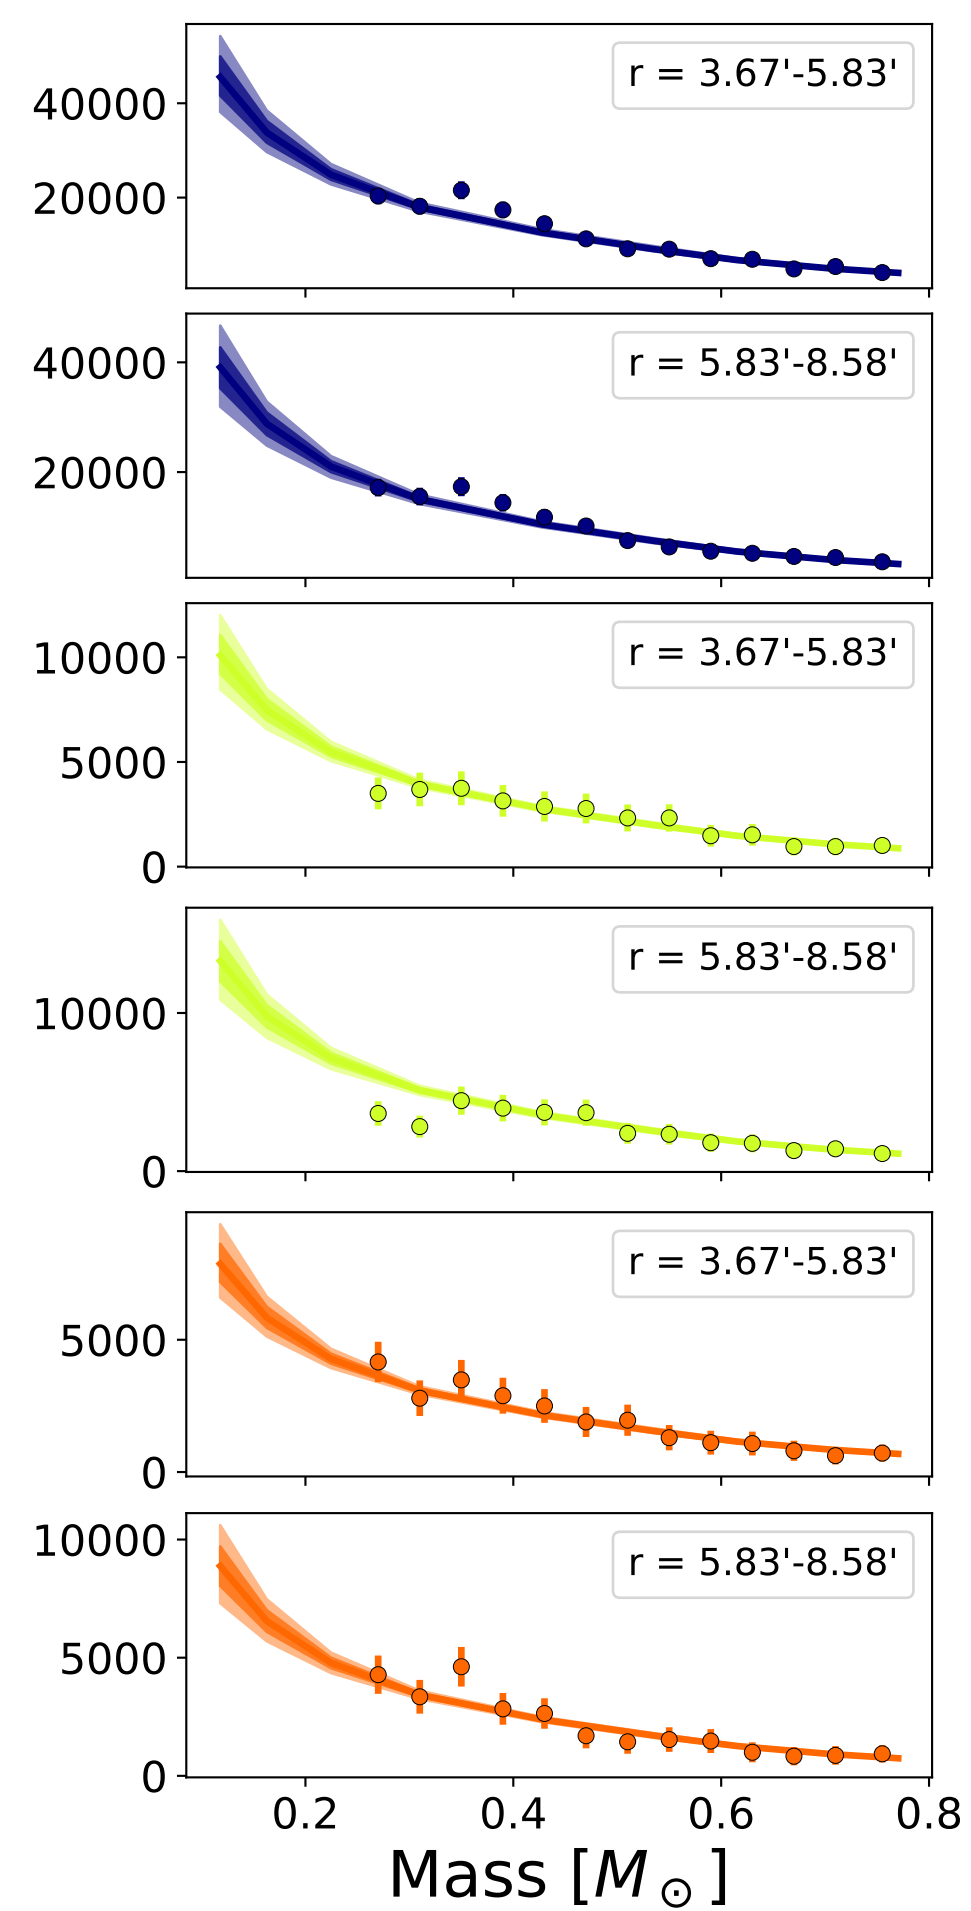 r = 3.67'-5.83'
40000
20000
r = 5.83'-8.58'
40000
20000
r = 3.67'-5.83'
10000
5000
0
r = 5.83'-8.58'
10000
0
r = 3.67'-5.83'
5000
0
r = 5.83'-8.58'
10000
5000
0
0.2 0.4 0.6 0.8
Mass [M⊙]